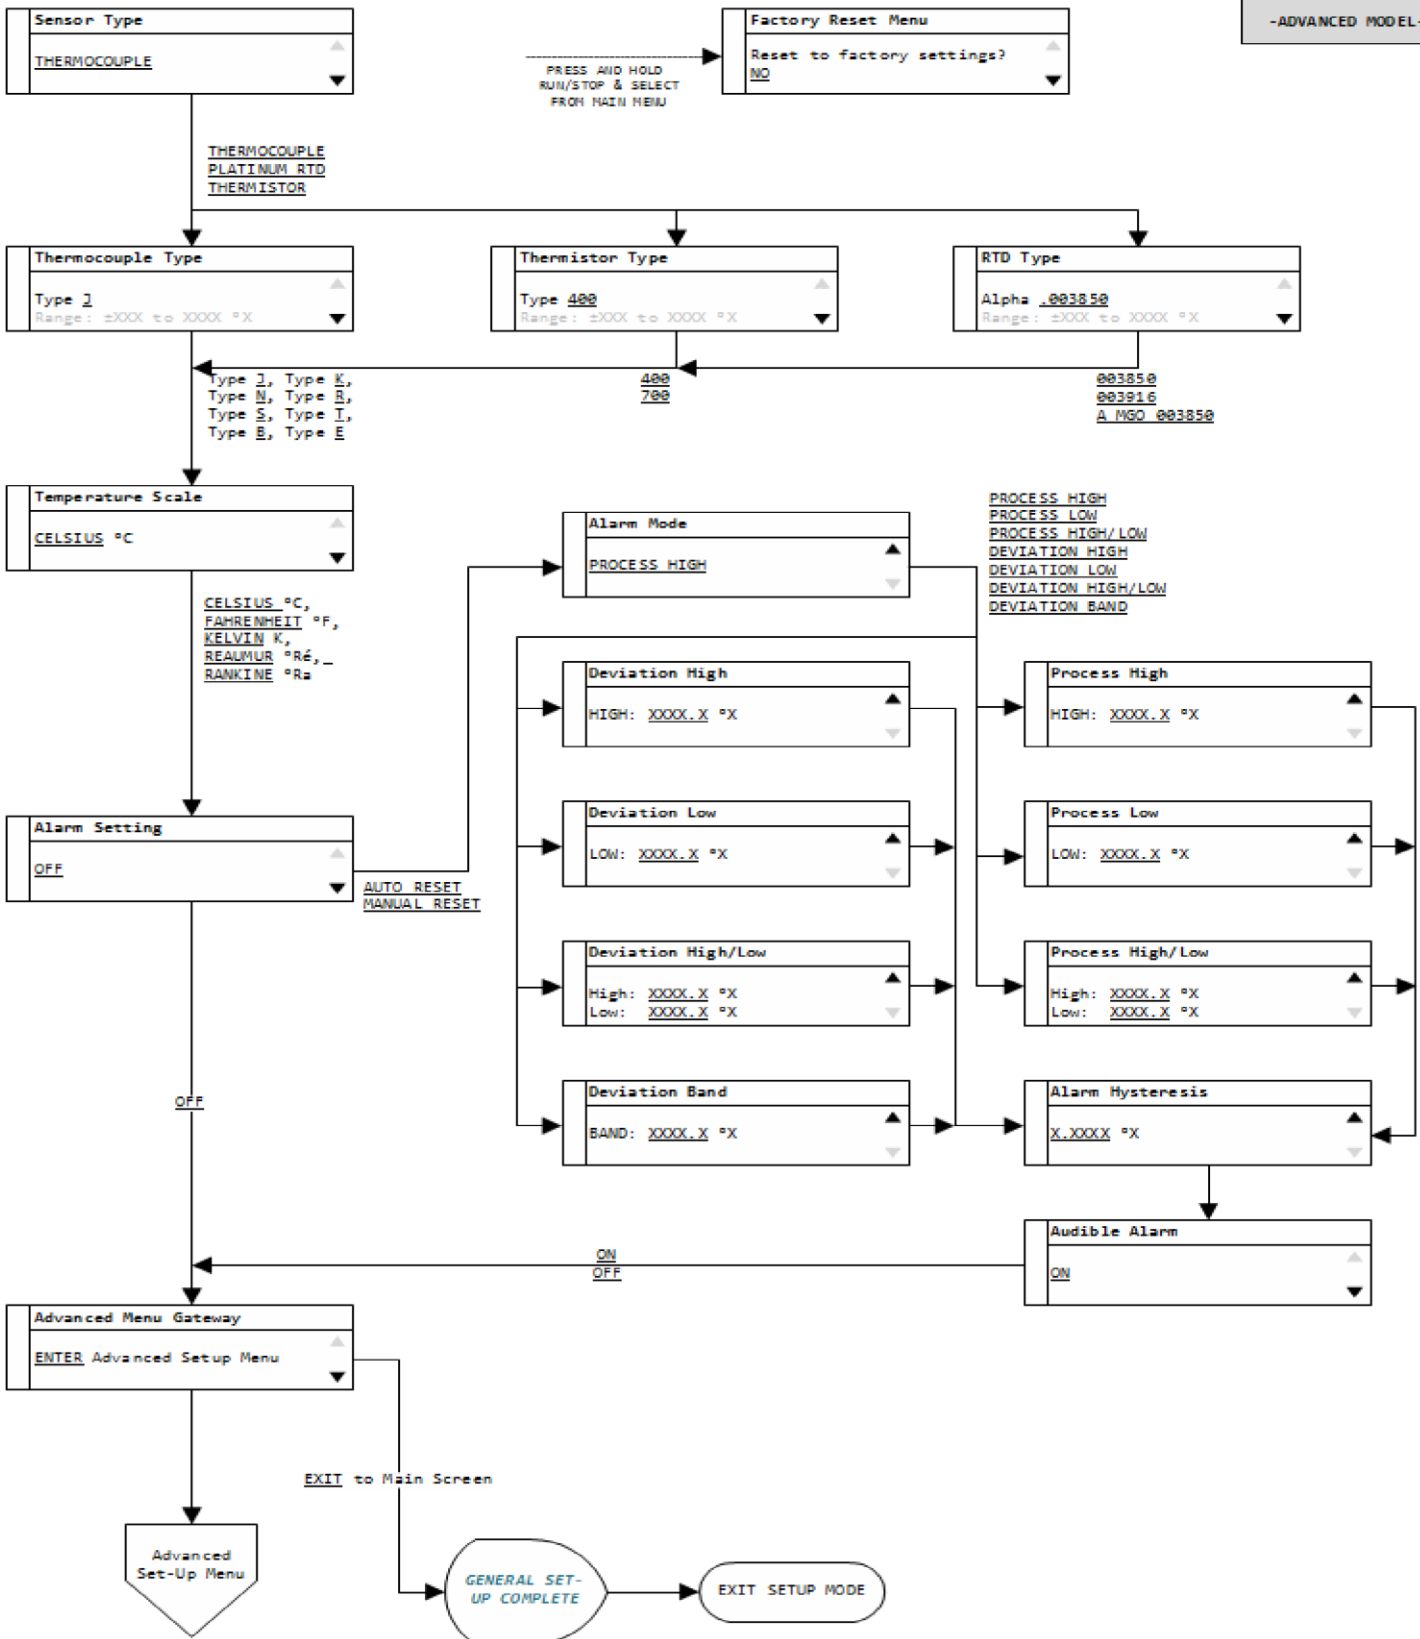 -ADVANCED MODEL-
Sensor Type
THERMOCOUPLE
Factory Reset Menu
Reset to factory settings?
NO
PRESS AND HOLD
RUN/STOP & SELECT
FROM MAIN MENU
THERMOCOUPLE
PLATINUM RTD
THERMISTOR
Thermocouple Type
Type J
Range: ±XXX to XXXX °X
Thermistor Type
Type 400
Range: ±XXX to XXXX °X
RTD Type
Alpha .003850
Range: ±XXX to XXXX °X
Type J, Type K,
Type N, Type R,
Type S, Type T,
Type B, Type E
400
700
003850
003916
A MGO 003850
Temperature Scale
CELSIUS °C
CELSIUS °C,
FAHRENHEIT °F,
KELVIN K,
REAUMUR °Ré,_
RANKINE °Ra
Alarm Mode
PROCESS HIGH
PROCESS HIGH
PROCESS LOW
PROCESS HIGH/LOW
DEVIATION HIGH
DEVIATION LOW
DEVIATION HIGH/LOW
DEVIATION BAND
Deviation High
HIGH: XXXX.X °X
Process High
HIGH: XXXX.X °X
Alarm Setting
OFF
AUTO RESET
MANUAL RESET
Deviation Low
LOW: XXXX.X °X
Process Low
LOW: XXXX.X °X
Deviation High/Low
High: XXXX.X °X
Low: XXXX.X °X
Process High/Low
High: XXXX.X °X
Low: XXXX.X °X
OFF
Deviation Band
BAND: XXXX.X °X
Alarm Hysteresis
X.XXXX °X
Audible Alarm
ON
ON
OFF
Advanced Menu Gateway
ENTER Advanced Setup Menu
EXIT to Main Screen
Advanced
Set-Up Menu
GENERAL SET-
UP COMPLETE
EXIT SETUP MODE